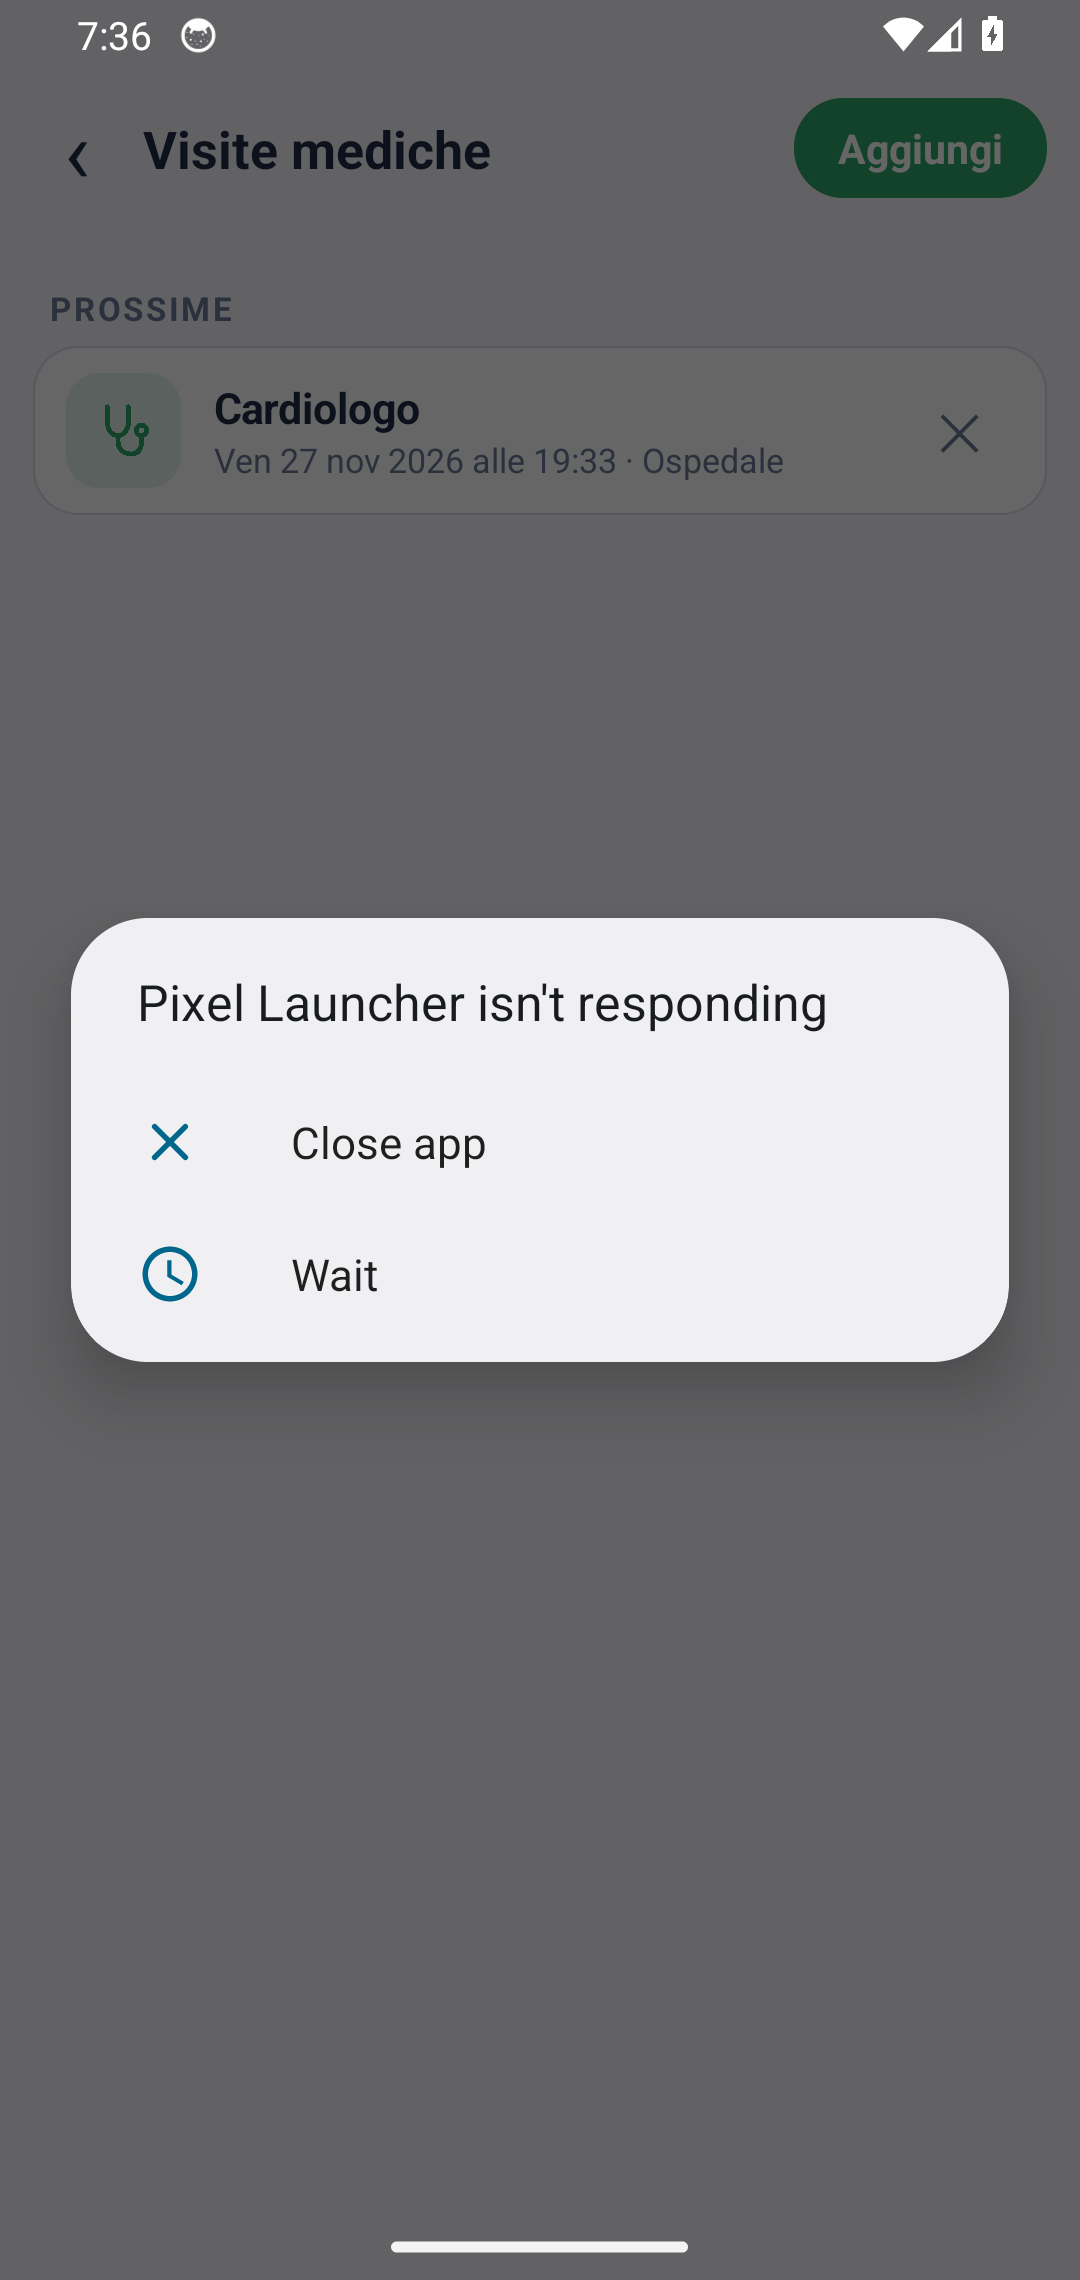 7:36
Visite mediche
Aggiungi
PROSSIME
Cardiologo
Ven 27 nov 2026 alle 19:33 · Ospedale
Pixel Launcher isn't responding
Close app
Wait